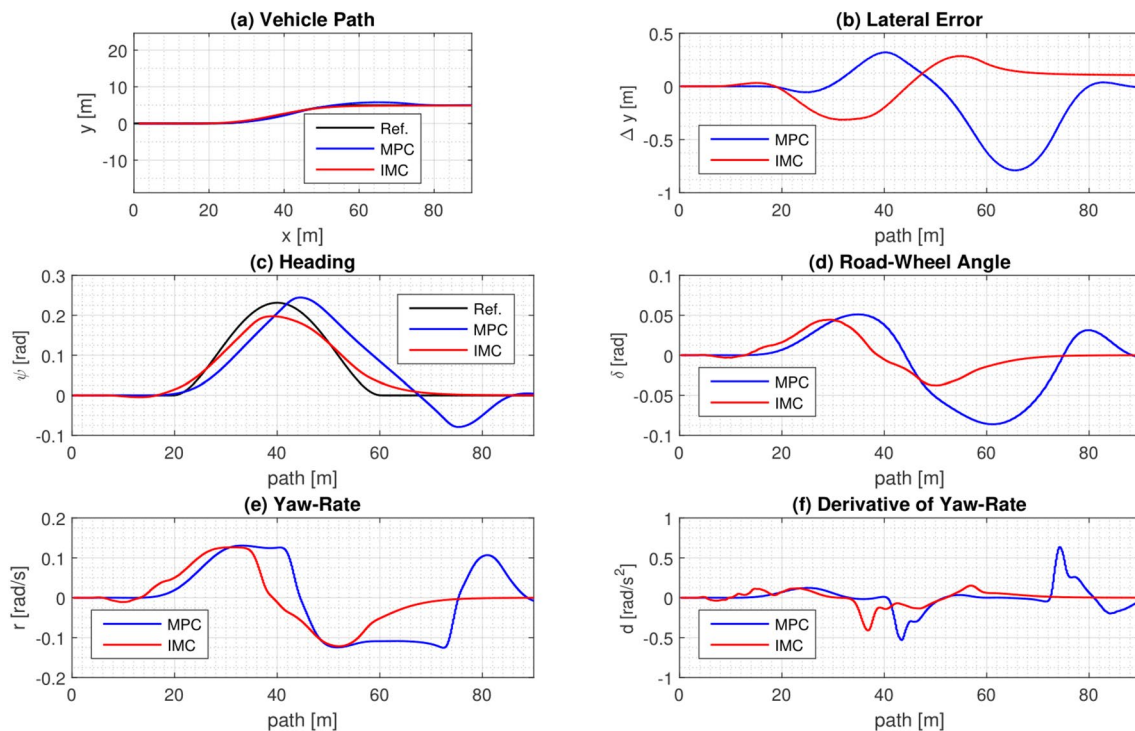 (a) Vehicle Path
y [m]
20
10
0
-10
Ref.
MPC
IMC
0 20 40 60 80
x [m]
(b) Lateral Error
Δ y [m]
0.5
0
-0.5
-1
MPC
IMC
0 20 40 60 80
path [m]
(c) Heading
ψ [rad]
0.3
0.2
0.1
0
-0.1
Ref.
MPC
IMC
0 20 40 60 80
path [m]
(d) Road-Wheel Angle
δ [rad]
0.1
0.05
0
-0.05
-0.1
MPC
IMC
0 20 40 60 80
path [m]
(e) Yaw-Rate
r [rad/s]
0.2
0.1
0
-0.1
-0.2
MPC
IMC
0 20 40 60 80
path [m]
(f) Derivative of Yaw-Rate
d [rad/s²]
1
0.5
0
-0.5
-1
MPC
IMC
0 20 40 60 80
path [m]